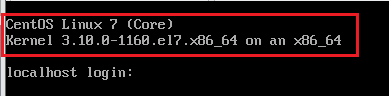 CentOS Linux 7 (Core)
Kernel 3.10.0-1160.el7.x86_64 on an x86_64
localhost login: